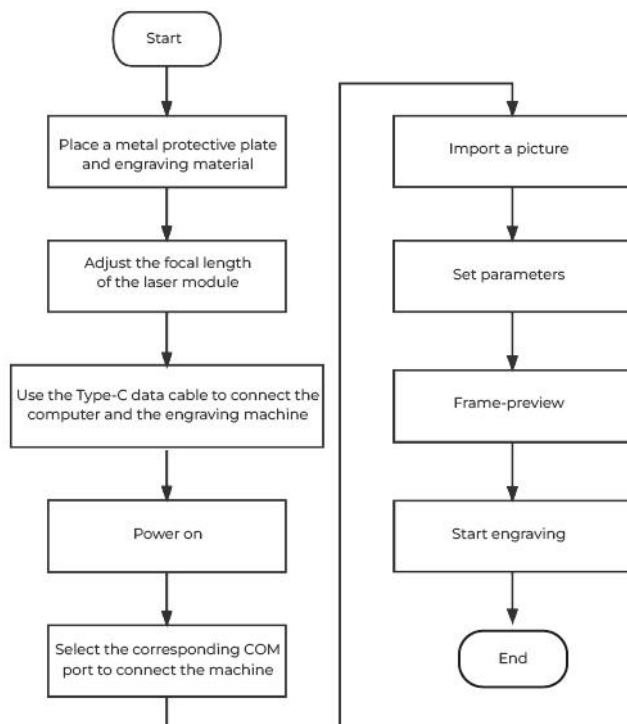 Start
Place a metal protective plate
and engraving material
Adjust the focal length
of the laser module
Use the Type-C data cable to connect the
computer and the engraving machine
Power on
Select the corresponding COM
port to connect the machine
Import a picture
Set parameters
Frame-preview
Start engraving
End